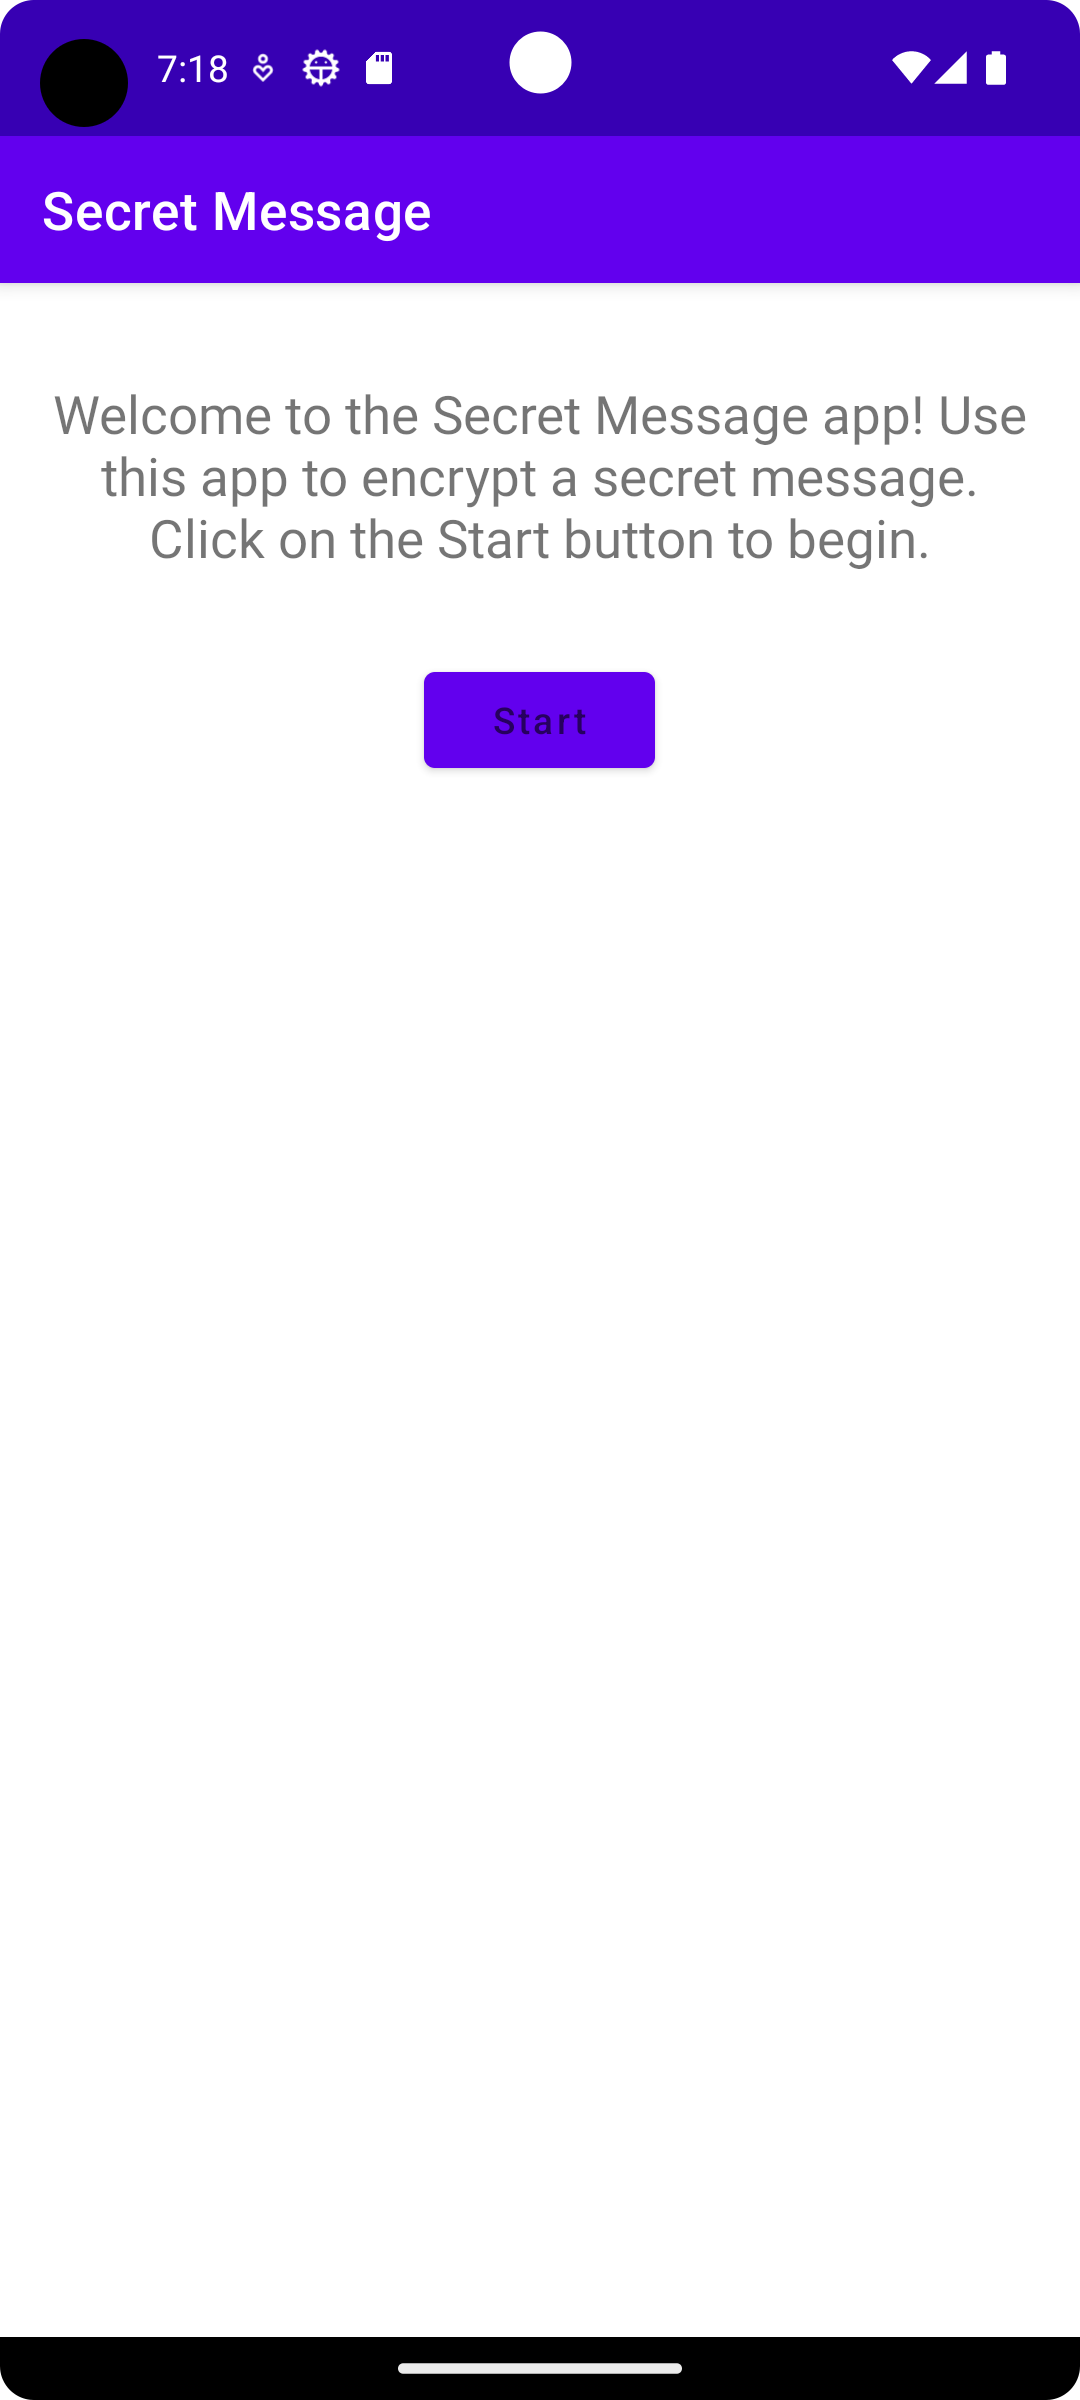 7:18
Secret Message
Welcome to the Secret Message app! Use
this app to encrypt a secret message.
Click on the Start button to begin.
Start